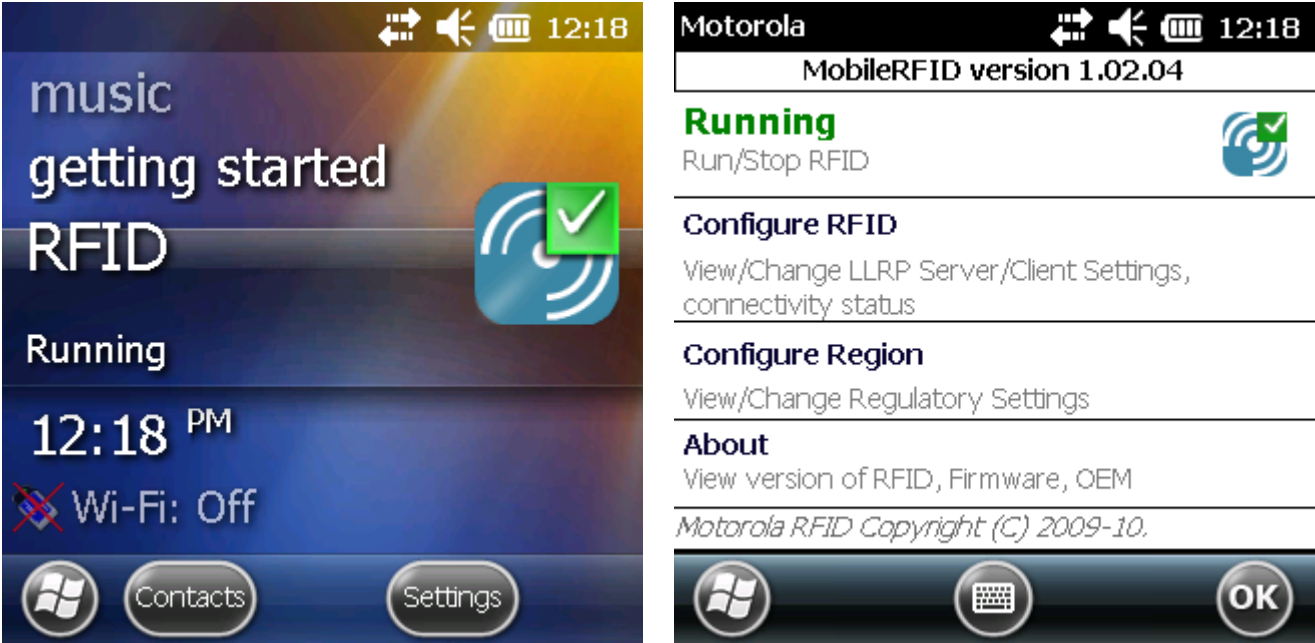 12:18
music
getting started
RFID
Running
12:18 PM
Wi-Fi: Off
Contacts
Settings
Motorola 12:18
MobileRFID version 1.02.04
Running
Run/Stop RFID
Configure RFID
View/Change LLRP Server/Client Settings,
connectivity status
Configure Region
View/Change Regulatory Settings
About
View version of RFID, Firmware, OEM
Motorola RFID Copyright (C) 2009-10.
OK